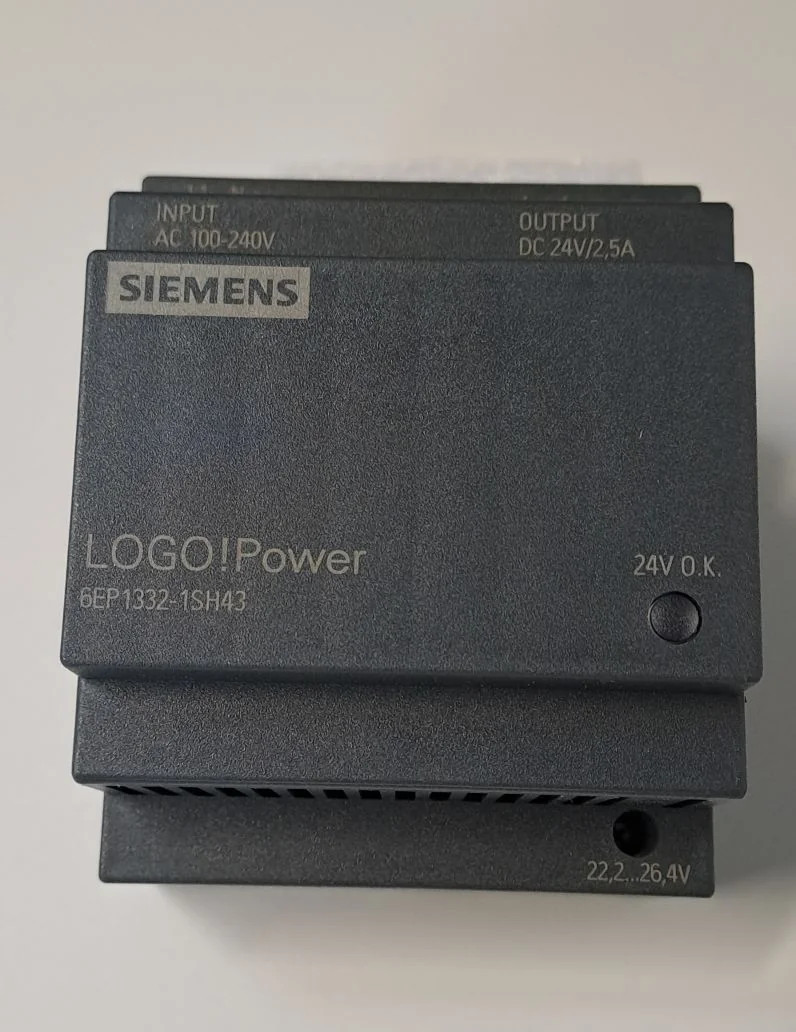 INPUT
AC 100-240V
OUTPUT
DC 24V/2,5A
SIEMENS
LOGO!Power
6EP1332-1SH43
24V O.K.
22,2...26,4V